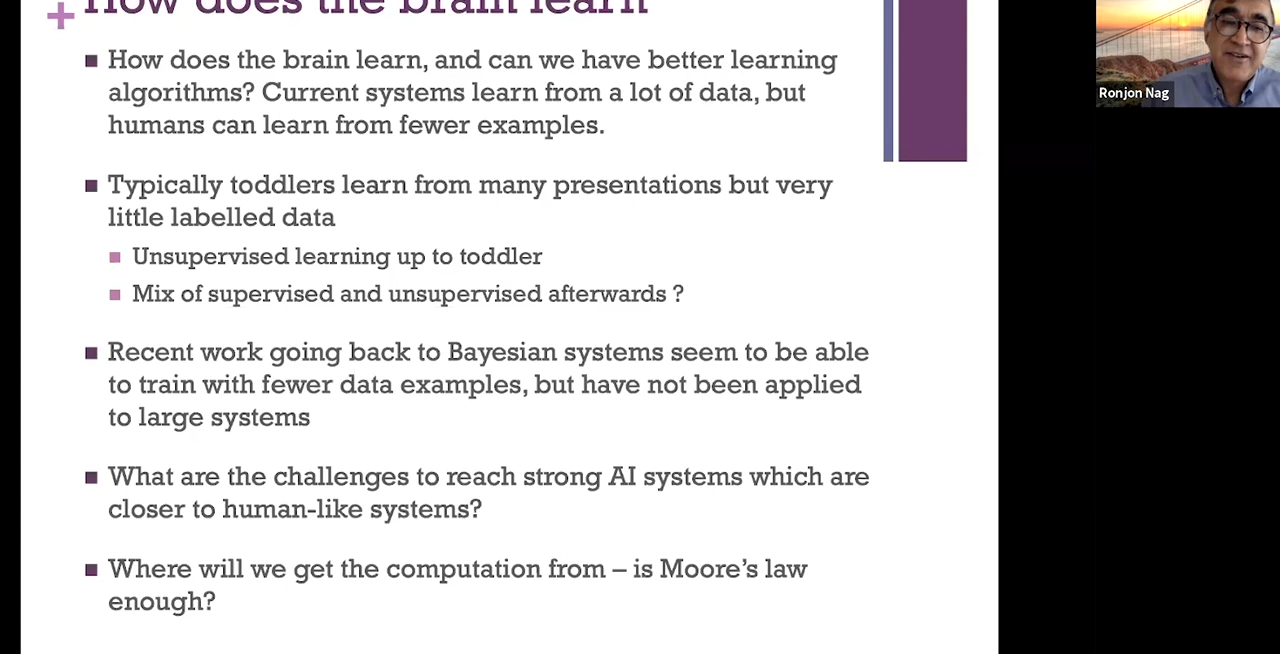 How does the brain learn
How does the brain learn, and can we have better learning
algorithms? Current systems learn from a lot of data, but
humans can learn from fewer examples.
Typically toddlers learn from many presentations but very
little labelled data
Unsupervised learning up to toddler
Mix of supervised and unsupervised afterwards ?
Recent work going back to Bayesian systems seem to be able
to train with fewer data examples, but have not been applied
to large systems
What are the challenges to reach strong AI systems which are
closer to human-like systems?
Where will we get the computation from – is Moore's law
enough?
Ronjon Nag